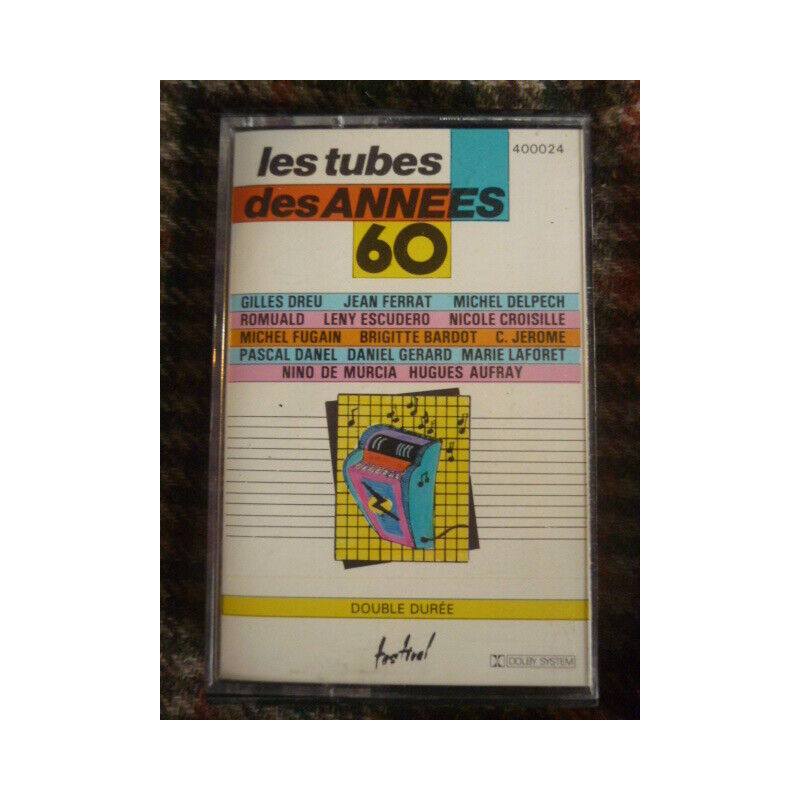 les tubes
400024
des ANNEES
60
GILLES DREU JEAN FERRAT MICHEL DELPECH
ROMUALD LENY ESCUDERO NICOLE CROISILLE
MICHEL FUGAIN BRIGITTE BARDOT C. JEROME
PASCAL DANEL DANIEL GERARD MARIE LAFORET
NINO DE MURCIA HUGUES AUFRAY
DOUBLE DURÉE
festival
DOLBY SYSTEM